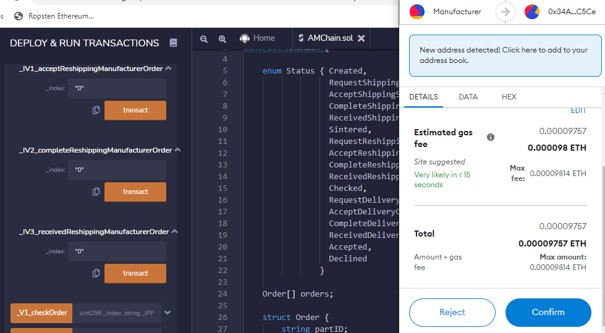 Ropsten Ethereum...
DEPLOY & RUN TRANSACTIONS
_IV1_acceptReshippingManufacturerOrder
_index: "0"
transact
_IV2_completeReshippingManufacturerOrder
_index: "0"
transact
_IV3_receivedReshippingManufacturerOrder
_index: "0"
transact
_V1_checkOrder
uint256 _index, string _IPF
Home
AMChain.sol
4
5 enum Status { Created,
6 RequestShipping
7 AcceptShippingS
8 CompleteShippin
9 ReceivedShippin
10 Sintered,
11 RequestReshippi
12 AcceptReshippin
13 CompleteReshipp
14 ReceivedReshipp
15 Checked,
16 RequestDelivery
17 AcceptDeliveryC
18 CompleteDeliver
19 ReceivedDeliver
20 Accepted,
21 Declined
22 }
23
24 Order[] orders;
25
26 struct Order {
27 string partID;
Manufacturer
0x34A...C5Ce
New address detected! Click here to add to your
address book.
DETAILS DATA HEX
EDIT
Estimated gas
fee
0.00009757
0.000098 ETH
Site suggested
Very likely in < 15
seconds
Max
fee: 0.00009814 ETH
Total
0.00009757
0.00009757 ETH
Amount + gas
fee
Max amount:
0.00009814 ETH
Reject
Confirm